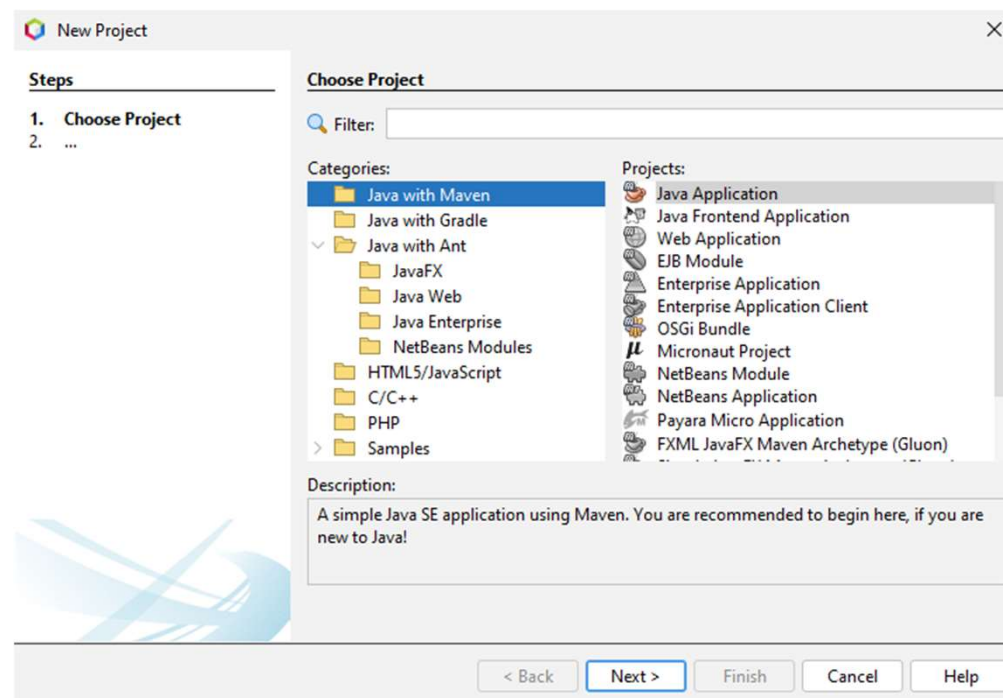 New Project
Steps
1. Choose Project
2. ...
Choose Project
Filter:
Categories:
Java with Maven
Java with Gradle
Java with Ant
JavaFX
Java Web
Java Enterprise
NetBeans Modules
HTML5/JavaScript
C/C++
PHP
Samples
Projects:
Java Application
Java Frontend Application
Web Application
EJB Module
Enterprise Application
Enterprise Application Client
OSGi Bundle
Micronaut Project
NetBeans Module
NetBeans Application
Payara Micro Application
FXML JavaFX Maven Archetype (Gluon)
Description:
A simple Java SE application using Maven. You are recommended to begin here, if you are
new to Java!
< Back
Next >
Finish
Cancel
Help